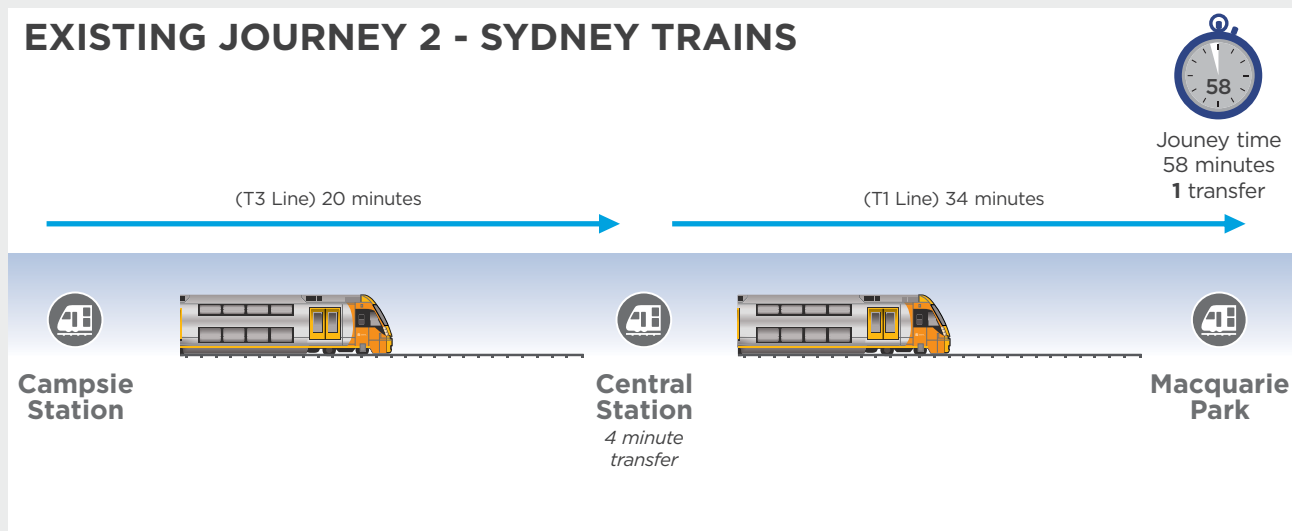 EXISTING JOURNEY 2 - SYDNEY TRAINS
58
Jouney time
58 minutes
1 transfer
(T3 Line) 20 minutes
(T1 Line) 34 minutes
Campsie
Station
Central
Station
4 minute
transfer
Macquarie
Park